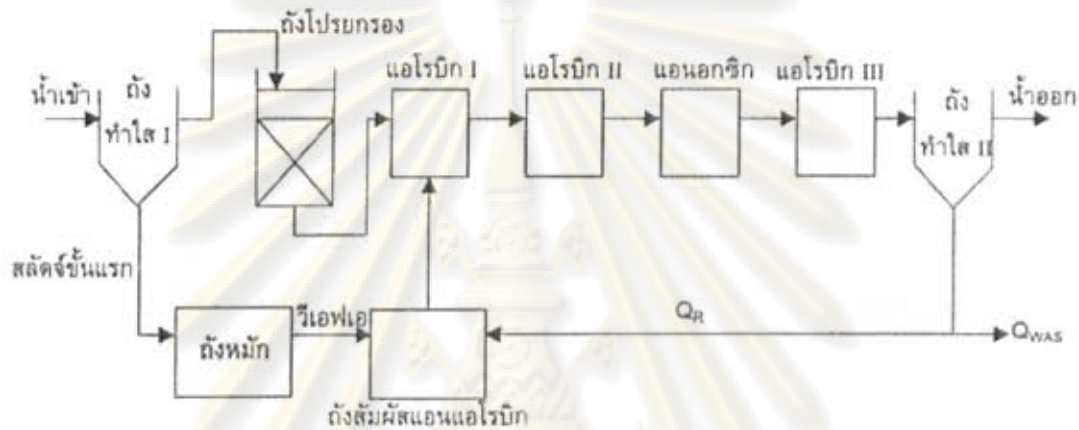 ถังโปรยกรอง
น้ำเข้า
ถัง
ทำใส I
แอโรบิก I
แอโรบิก II
แอนอกซิก
แอโรบิก III
ถัง
ทำใส II
น้ำออก
สลัดจ์ขั้นแรก
ถังหมัก
วีเอฟเอ
ถังสัมผัสแอนแอโรบิก
QR
QWAS